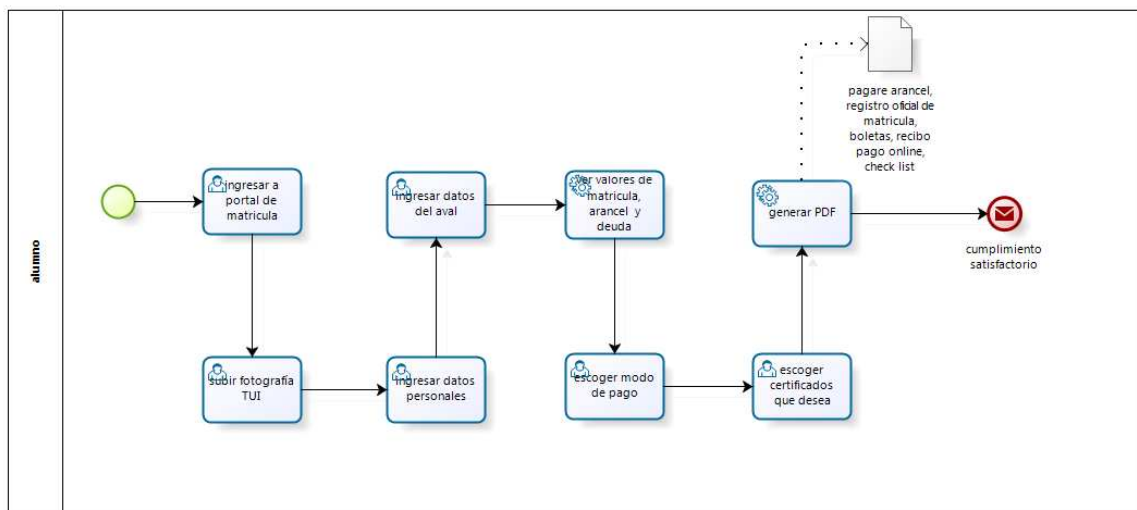 alumno
ingresar a
portal de
matricula
subir fotografía
TUI
ingresar datos
personales
ingresar datos
del aval
ver valores de
matricula,
arancel y
deuda
escoger modo
de pago
escoger
certificados
que desea
generar PDF
pagare arancel,
registro oficial de
matricula,
boletas, recibo
pago online,
check list
cumplimiento
satisfactorio